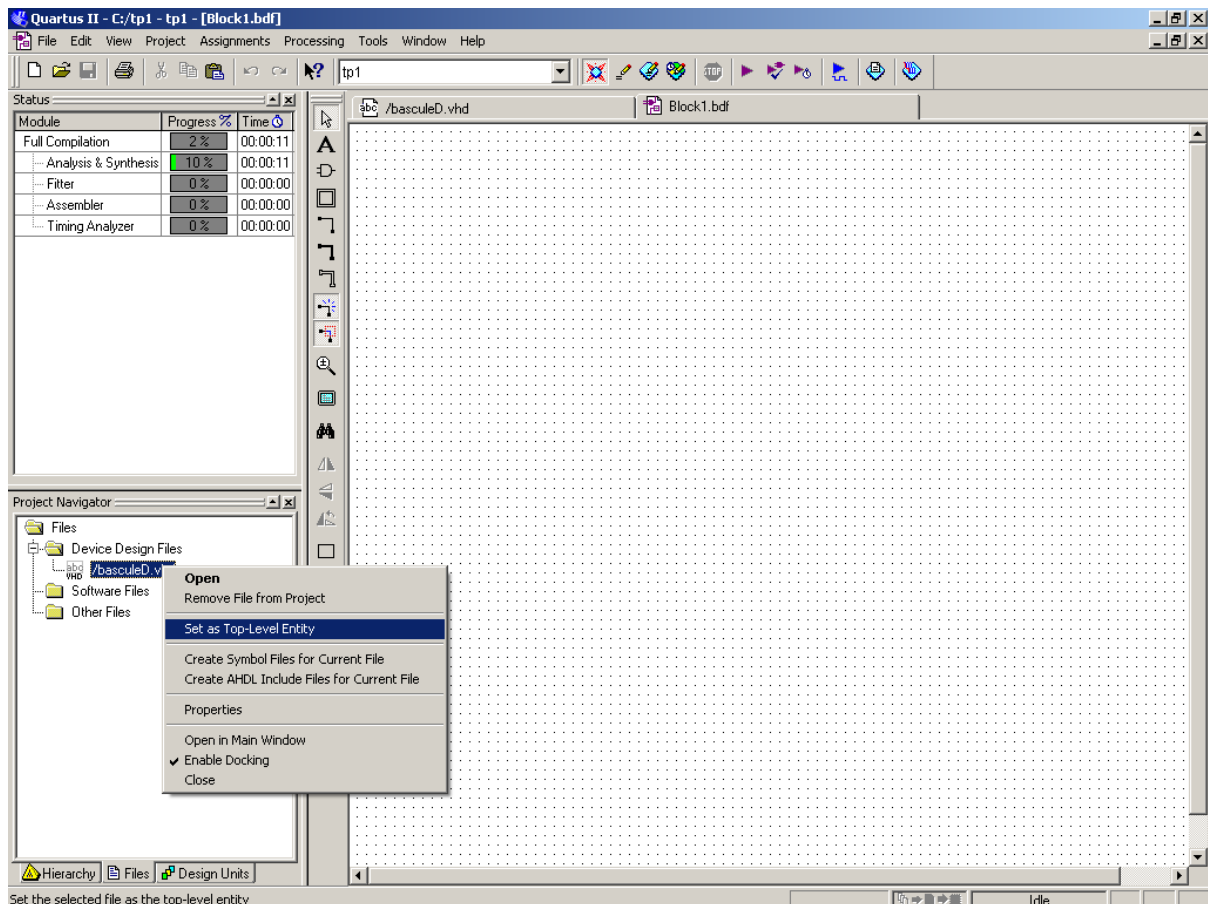 Quartus II - C:/tp1 - tp1 - [Block1.bdf]
File Edit View Project Assignments Processing Tools Window Help
tp1
Status
Module Progress % Time
Full Compilation 2 % 00:00:11
Analysis & Synthesis 10 % 00:00:11
Fitter 0 % 00:00:00
Assembler 0 % 00:00:00
Timing Analyzer 0 % 00:00:00
abc /basculeD.vhd
Block1.bdf
A
Project Navigator
Files
Device Design Files
abc VHD /basculeD.v
Software Files
Other Files
Open
Remove File from Project
Set as Top-Level Entity
Create Symbol Files for Current File
Create AHDL Include Files for Current File
Properties
Open in Main Window
Enable Docking
Close
Hierarchy Files Design Units
Set the selected file as the top-level entity
Idle